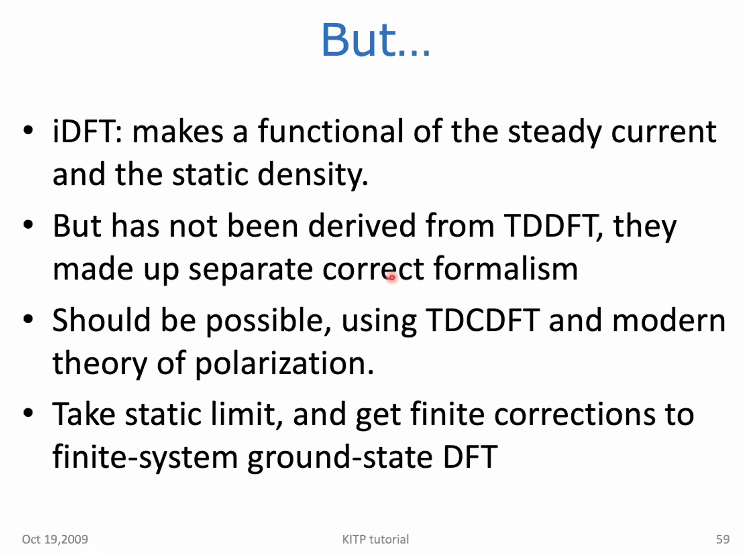 But…
• iDFT: makes a functional of the steady current
and the static density.
• But has not been derived from TDDFT, they
made up separate correct formalism
• Should be possible, using TDCDFT and modern
theory of polarization.
• Take static limit, and get finite corrections to
finite-system ground-state DFT
Oct 19,2009
KITP tutorial
59